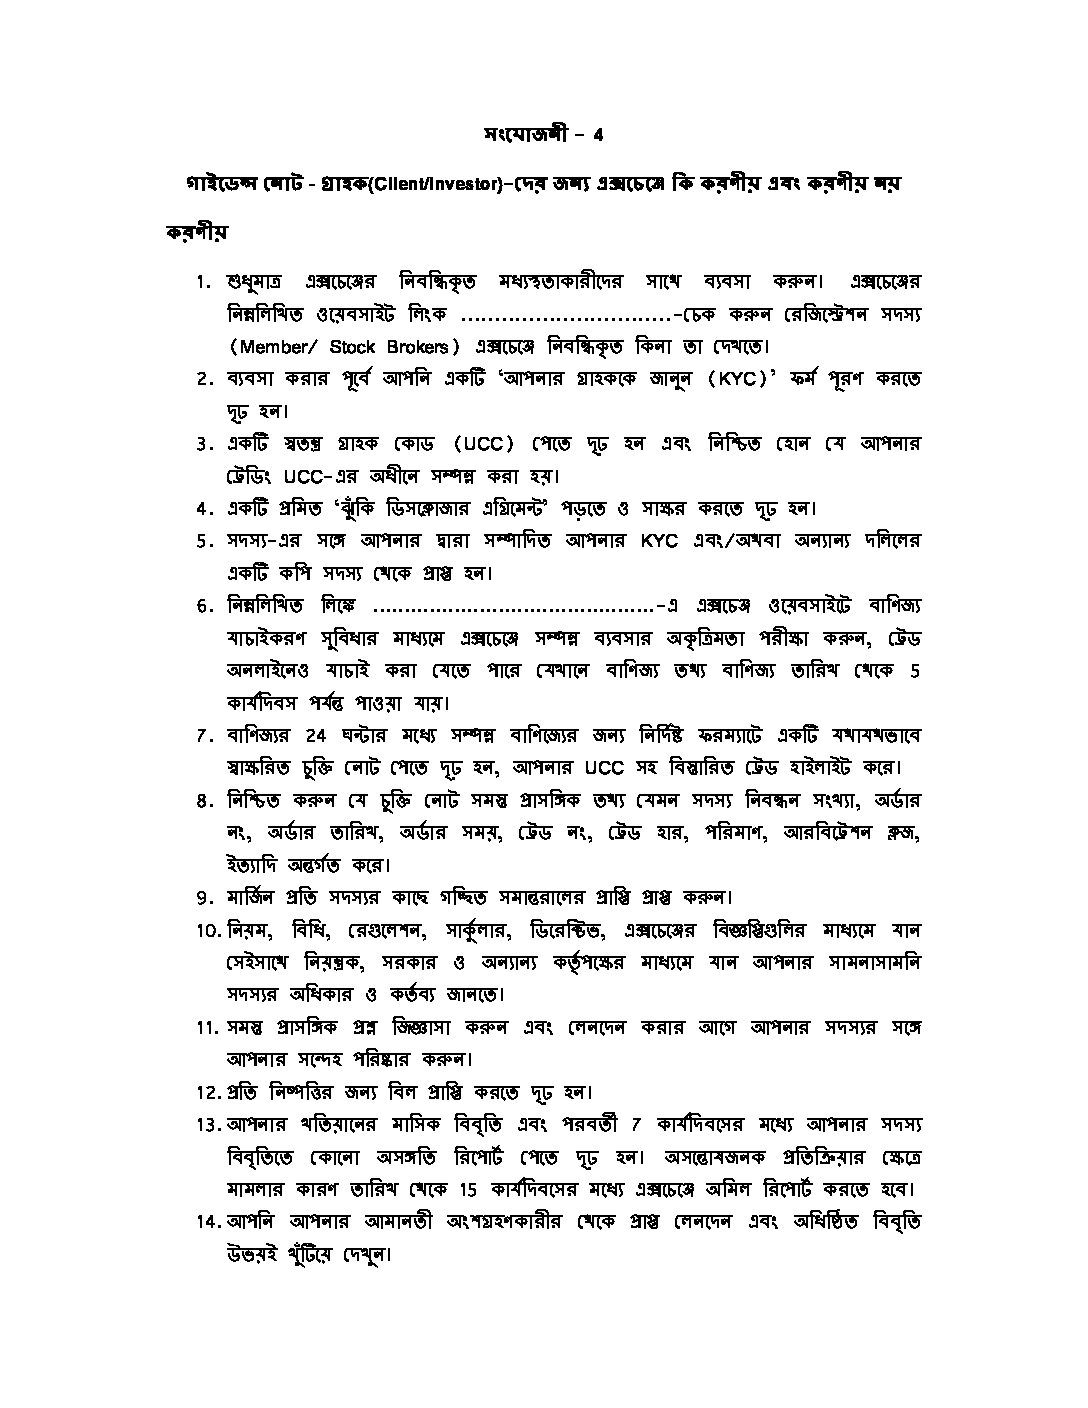 সংযোজনী – 4
গাইডেন্স নোট - গ্রাহক(Client/Investor)–দের জন্য এক্সচেঞ্জে কি করণীয় এবং করণীয় নয়
করণীয়
1. শুধুমাত্র এক্সচেঞ্জের নিবন্ধিকৃত মধ্যস্থতাকারীদের সাথে ব্যবসা করুন। এক্সচেঞ্জের
নিম্নলিখিত ওয়েবসাইট লিংক ...............................–চেক করুন রেজিস্ট্রেশন সদস্য
(Member/ Stock Brokers) এক্সচেঞ্জে নিবন্ধিকৃত কিনা তা দেখতে।
2. ব্যবসা করার পূর্বে আপনি একটি ‘আপনার গ্রাহককে জানুন (KYC)’ ফর্ম পূরণ করতে
দৃঢ় হন।
3. একটি স্বতন্ত্র গ্রাহক কোড (UCC) পেতে দৃঢ় হন এবং নিশ্চিত হোন যে আপনার
ট্রেডিং UCC–এর অধীনে সম্পন্ন করা হয়।
4. একটি প্রমিত ‘ঝুঁকি ডিসক্লোজার এগ্রিমেন্ট’ পড়তে ও সাক্ষর করতে দৃঢ় হন।
5. সদস্য–এর সঙ্গে আপনার দ্বারা সম্পাদিত আপনার KYC এবং/অথবা অন্যান্য দলিলের
একটি কপি সদস্য থেকে প্রাপ্ত হন।
6. নিম্নলিখিত লিঙ্কে .............................................–এ এক্সচেঞ্জ ওয়েবসাইটে বাণিজ্য
যাচাইকরণ সুবিধার মাধ্যমে এক্সচেঞ্জে সম্পন্ন ব্যবসার অকৃত্রিমতা পরীক্ষা করুন, ট্রেড
অনলাইনেও যাচাই করা যেতে পারে যেখানে বাণিজ্য তথ্য বাণিজ্য তারিখ থেকে 5
কার্যদিবস পর্যন্ত পাওয়া যায়।
7. বাণিজ্যের 24 ঘন্টার মধ্যে সম্পন্ন বাণিজ্যের জন্য নির্দিষ্ট ফরম্যাটে একটি যথাযথভাবে
স্বাক্ষরিত চুক্তি নোট পেতে দৃঢ় হন, আপনার UCC সহ বিস্তারিত ট্রেড হাইলাইট করে।
8. নিশ্চিত করুন যে চুক্তি নোট সমস্ত প্রাসঙ্গিক তথ্য যেমন সদস্য নিবন্ধন সংখ্যা, অর্ডার
নং, অর্ডার তারিখ, অর্ডার সময়, ট্রেড নং, ট্রেড হার, পরিমাণ, আরবিট্রেশন ক্লজ,
ইত্যাদি অন্তর্গত করে।
9. মার্জিন প্রতি সদস্যর কাছে গচ্ছিত সমান্তরালের প্রাপ্তি প্রাপ্ত করুন।
10. নিয়ম, বিধি, রেগুলেশন, সার্কুলার, ডিরেক্টিভ, এক্সচেঞ্জের বিজ্ঞপ্তিগুলির মাধ্যমে যান
সেইসাথে নিয়ন্ত্রক, সরকার ও অন্যান্য কর্তৃপক্ষের মাধ্যমে যান আপনার সামনাসামনি
সদস্যর অধিকার ও কর্তব্য জানতে।
11. সমস্ত প্রাসঙ্গিক প্রশ্ন জিজ্ঞাসা করুন এবং লেনদেন করার আগে আপনার সদস্যর সঙ্গে
আপনার সন্দেহ পরিষ্কার করুন।
12. প্রতি নিষ্পত্তির জন্য বিল প্রাপ্তি করতে দৃঢ় হন।
13. আপনার খতিয়ানের মাসিক বিবৃতি এবং পরবর্তী 7 কার্যদিবসের মধ্যে আপনার সদস্য
বিবৃতিতে কোনো অসঙ্গতি রিপোর্ট পেতে দৃঢ় হন। অসন্তোষজনক প্রতিক্রিয়ার ক্ষেত্রে
মামলার কারণ তারিখ থেকে 15 কার্যদিবসের মধ্যে এক্সচেঞ্জে অমিল রিপোর্ট করতে হবে।
14. আপনি আপনার আমানতী অংশগ্রহণকারীর থেকে প্রাপ্ত লেনদেন এবং অধিষ্ঠিত বিবৃতি
উভয়ই খুঁটিয়ে দেখুন।